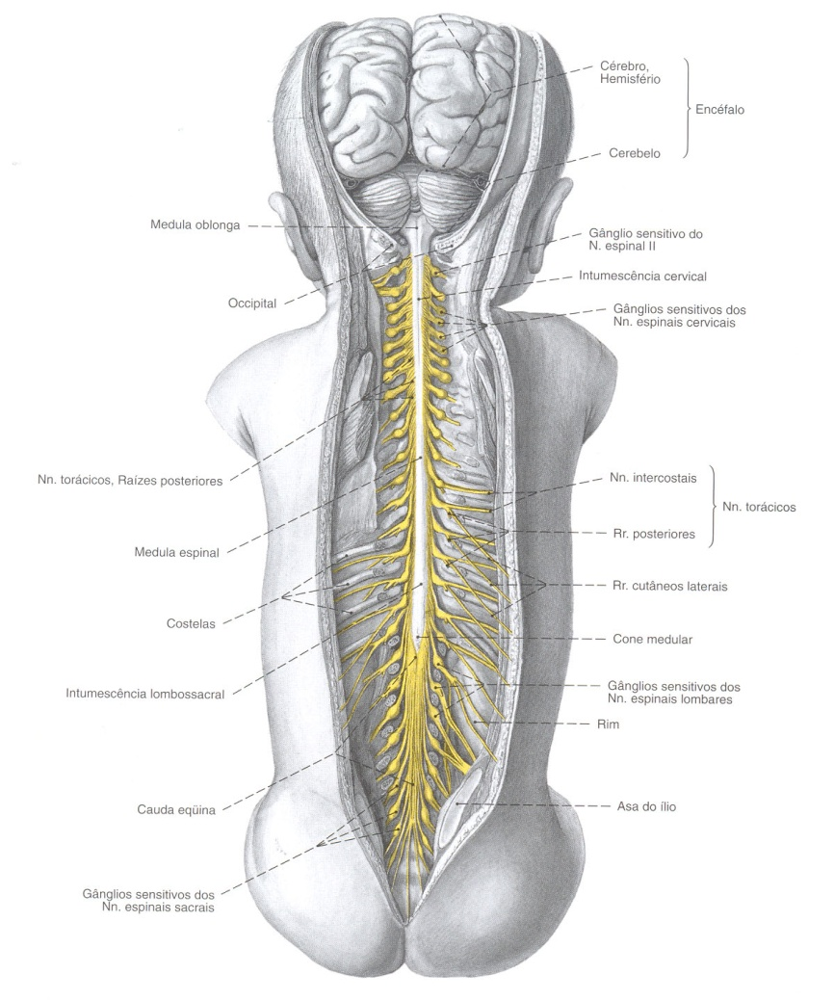 Cérebro,
Hemisfério
Encéfalo
Cerebelo
Medula oblonga
Gânglio sensitivo do
N. espinal II
Intumescência cervical
Occipital
Gânglios sensitivos dos
Nn. espinais cervicais
Nn. torácicos, Raízes posteriores
Nn. intercostais
Nn. torácicos
Rr. posteriores
Medula espinal
Rr. cutâneos laterais
Costelas
Cone medular
Intumescência lombossacral
Gânglios sensitivos dos
Nn. espinais lombares
Rim
Cauda eqüina
Asa do ílio
Gânglios sensitivos dos
Nn. espinais sacrais